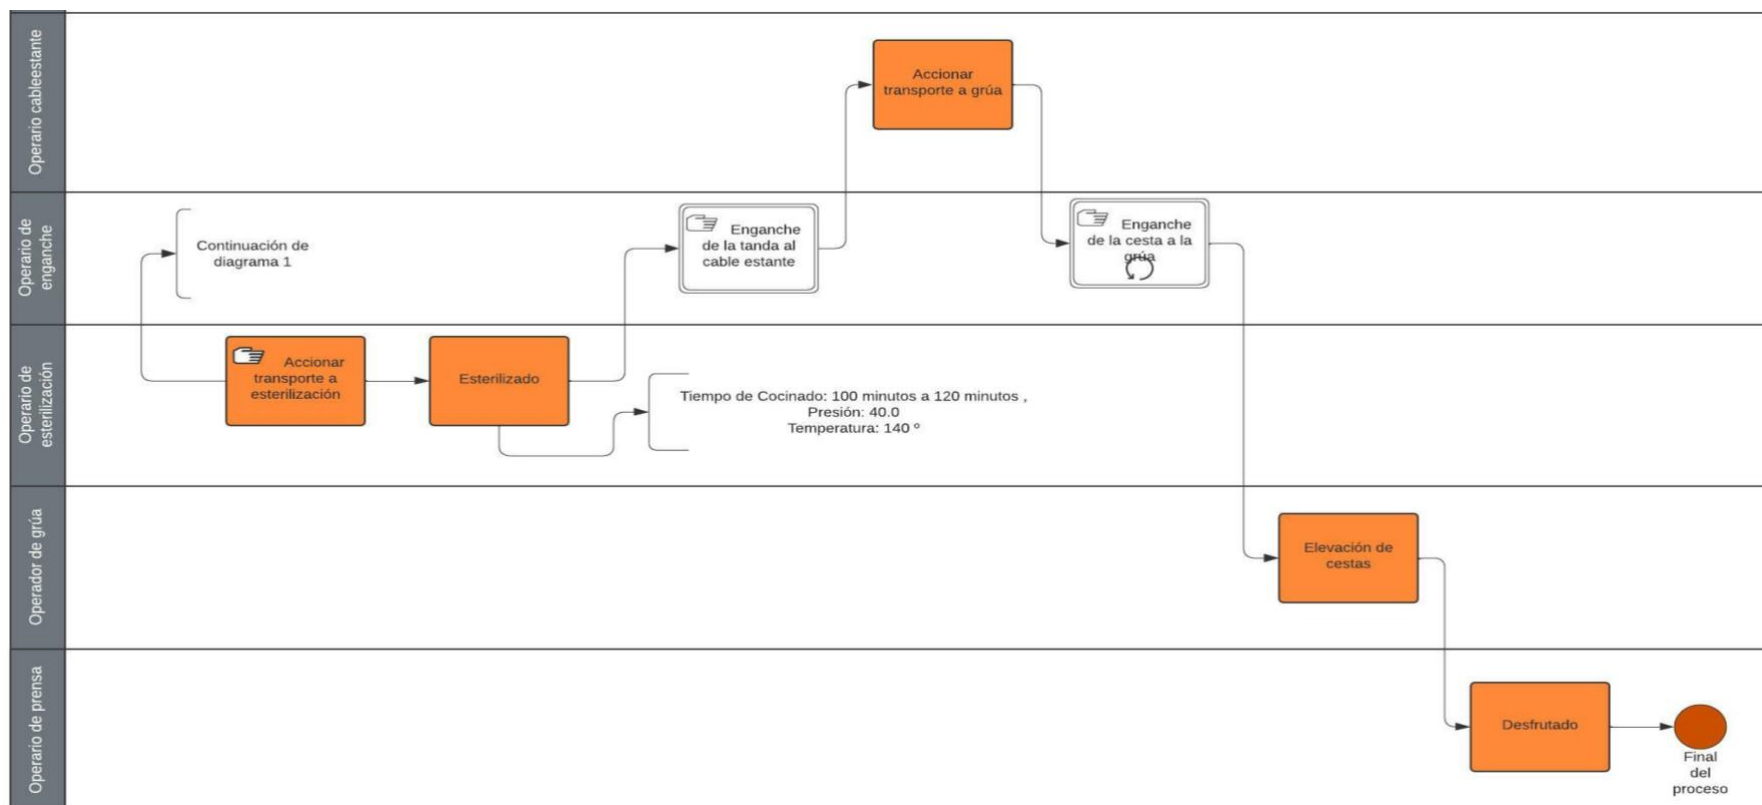 Operario cableestante
Accionar
transporte a grúa
Operario de
enganche
Continuación de
diagrama 1
Enganche
de la tanda al
cable estante
Enganche
de la cesta a la
grúa
Operario de
esterilización
Accionar
transporte a
esterilización
Esterilizado
Tiempo de Cocinado: 100 minutos a 120 minutos ,
Presión: 40.0
Temperatura: 140 º
Operador de grúa
Elevación de
cestas
Operario de prensa
Desfrutado
Final
del
proceso